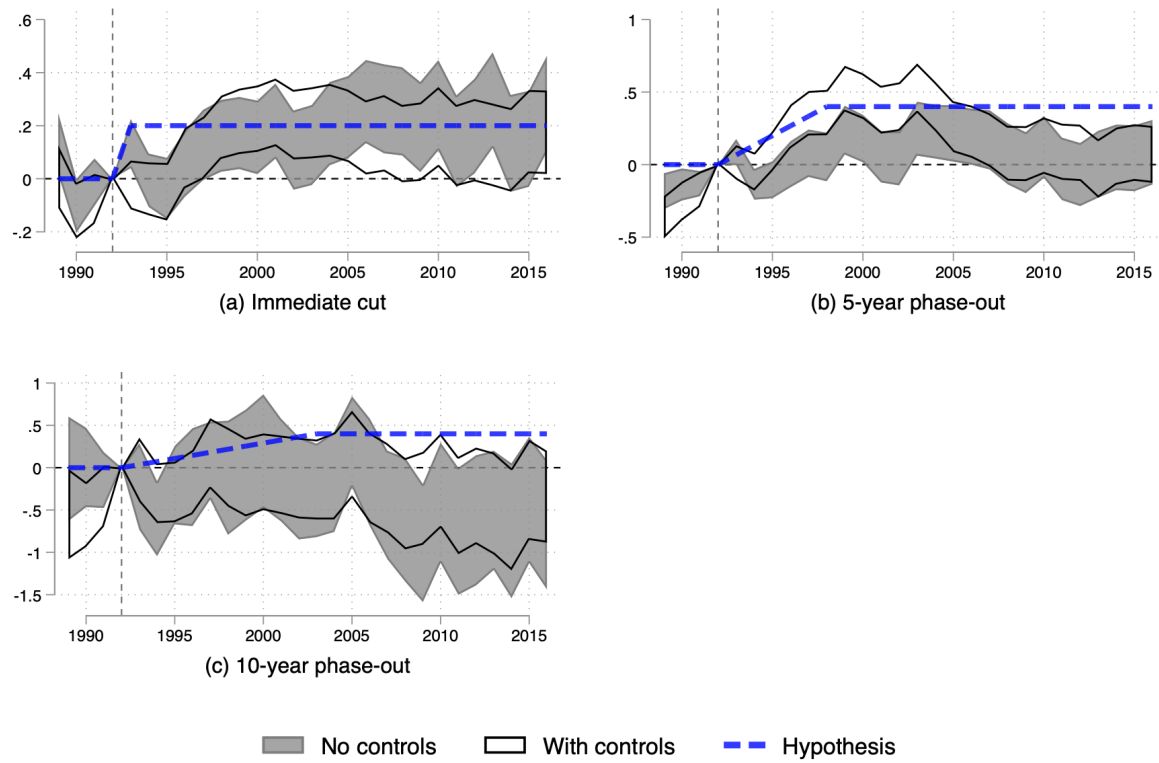 .6
.4
.2
0
-.2
1990 1995 2000 2005 2010 2015
(a) Immediate cut
1
.5
0
-.5
1990 1995 2000 2005 2010 2015
(b) 5-year phase-out
1
.5
0
-.5
-1
-1.5
1990 1995 2000 2005 2010 2015
(c) 10-year phase-out
No controls With controls Hypothesis